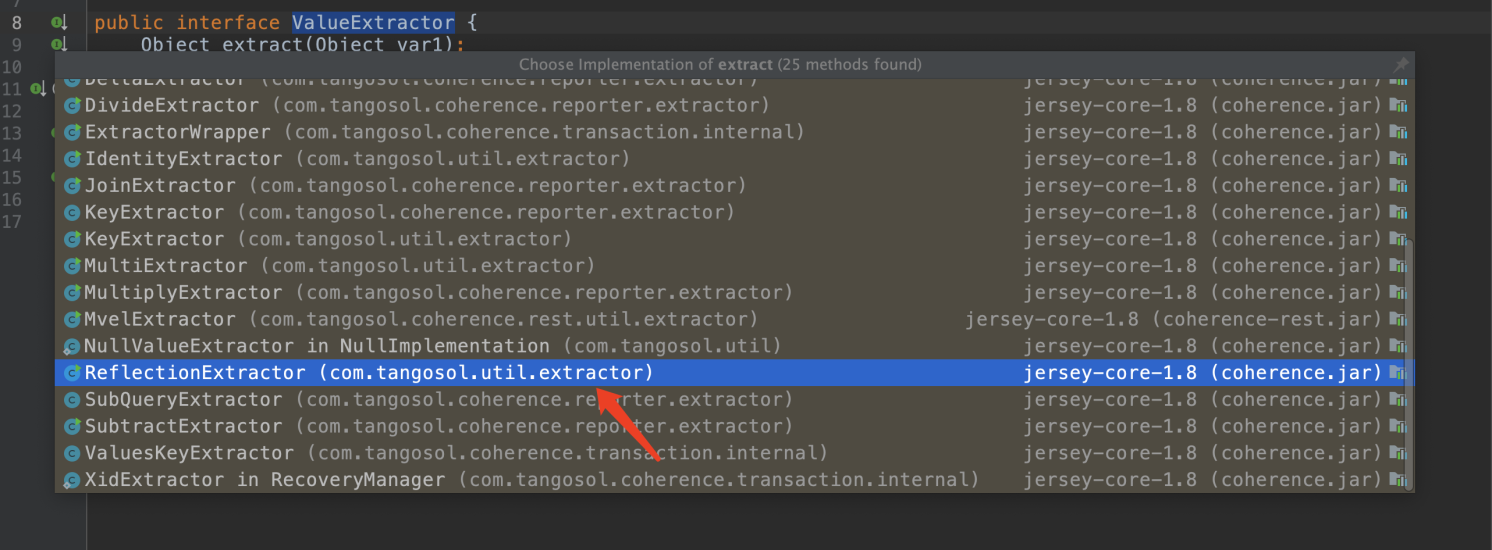 7
8 public interface ValueExtractor {
9 Object extract(Object var1);
Choose Implementation of extract (25 methods found)
10 DeltaExtractor (com.tangosol.coherence.reporter.extractor) jersey-core-1.8 (coherence.jar)
11 DivideExtractor (com.tangosol.coherence.reporter.extractor) jersey-core-1.8 (coherence.jar)
12 ExtractorWrapper (com.tangosol.coherence.transaction.internal) jersey-core-1.8 (coherence.jar)
13 IdentityExtractor (com.tangosol.util.extractor) jersey-core-1.8 (coherence.jar)
14 JoinExtractor (com.tangosol.coherence.reporter.extractor) jersey-core-1.8 (coherence.jar)
15 KeyExtractor (com.tangosol.coherence.reporter.extractor) jersey-core-1.8 (coherence.jar)
16 KeyExtractor (com.tangosol.util.extractor) jersey-core-1.8 (coherence.jar)
17 MultiExtractor (com.tangosol.util.extractor) jersey-core-1.8 (coherence.jar)
MultiplyExtractor (com.tangosol.coherence.reporter.extractor) jersey-core-1.8 (coherence.jar)
MvelExtractor (com.tangosol.coherence.rest.util.extractor) jersey-core-1.8 (coherence-rest.jar)
NullValueExtractor in NullImplementation (com.tangosol.util) jersey-core-1.8 (coherence.jar)
ReflectionExtractor (com.tangosol.util.extractor) jersey-core-1.8 (coherence.jar)
SubQueryExtractor (com.tangosol.coherence.reporter.extractor) jersey-core-1.8 (coherence.jar)
SubtractExtractor (com.tangosol.coherence.reporter.extractor) jersey-core-1.8 (coherence.jar)
ValuesKeyExtractor (com.tangosol.coherence.transaction.internal) jersey-core-1.8 (coherence.jar)
XidExtractor in RecoveryManager (com.tangosol.coherence.transaction.internal) jersey-core-1.8 (coherence.jar)